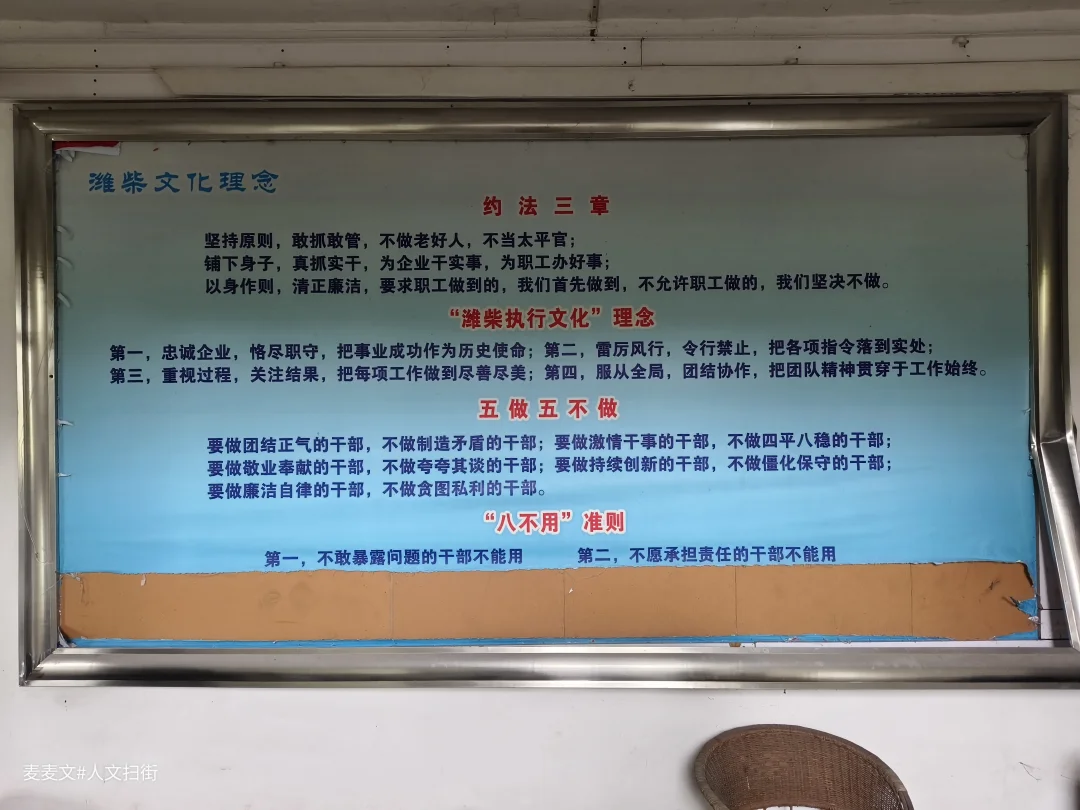 潍柴文化理念
约法三章
坚持原则，敢抓敢管，不做老好人，不当太平官；
铺下身子，真抓实干，为企业干实事，为职工办好事；
以身作则，清正廉洁，要求职工做到的，我们首先做到，不允许职工做的，我们坚决不做。
“潍柴执行文化”理念
第一，忠诚企业，恪尽职守，把事业成功作为历史使命；第二，雷厉风行，令行禁止，把各项指令落到实处；
第三，重视过程，关注结果，把每项工作做到尽善尽美；第四，服从全局，团结协作，把团队精神贯穿于工作始终。
五做五不做
要做团结正气的干部，不做制造矛盾的干部；要做激情干事的干部，不做四平八稳的干部；
要做敬业奉献的干部，不做夸夸其谈的干部；要做持续创新的干部，不做僵化保守的干部；
要做廉洁自律的干部，不做贪图私利的干部。
“八不用”准则
第一，不敢暴露问题的干部不能用 第二，不愿承担责任的干部不能用
麦麦文#人文扫街